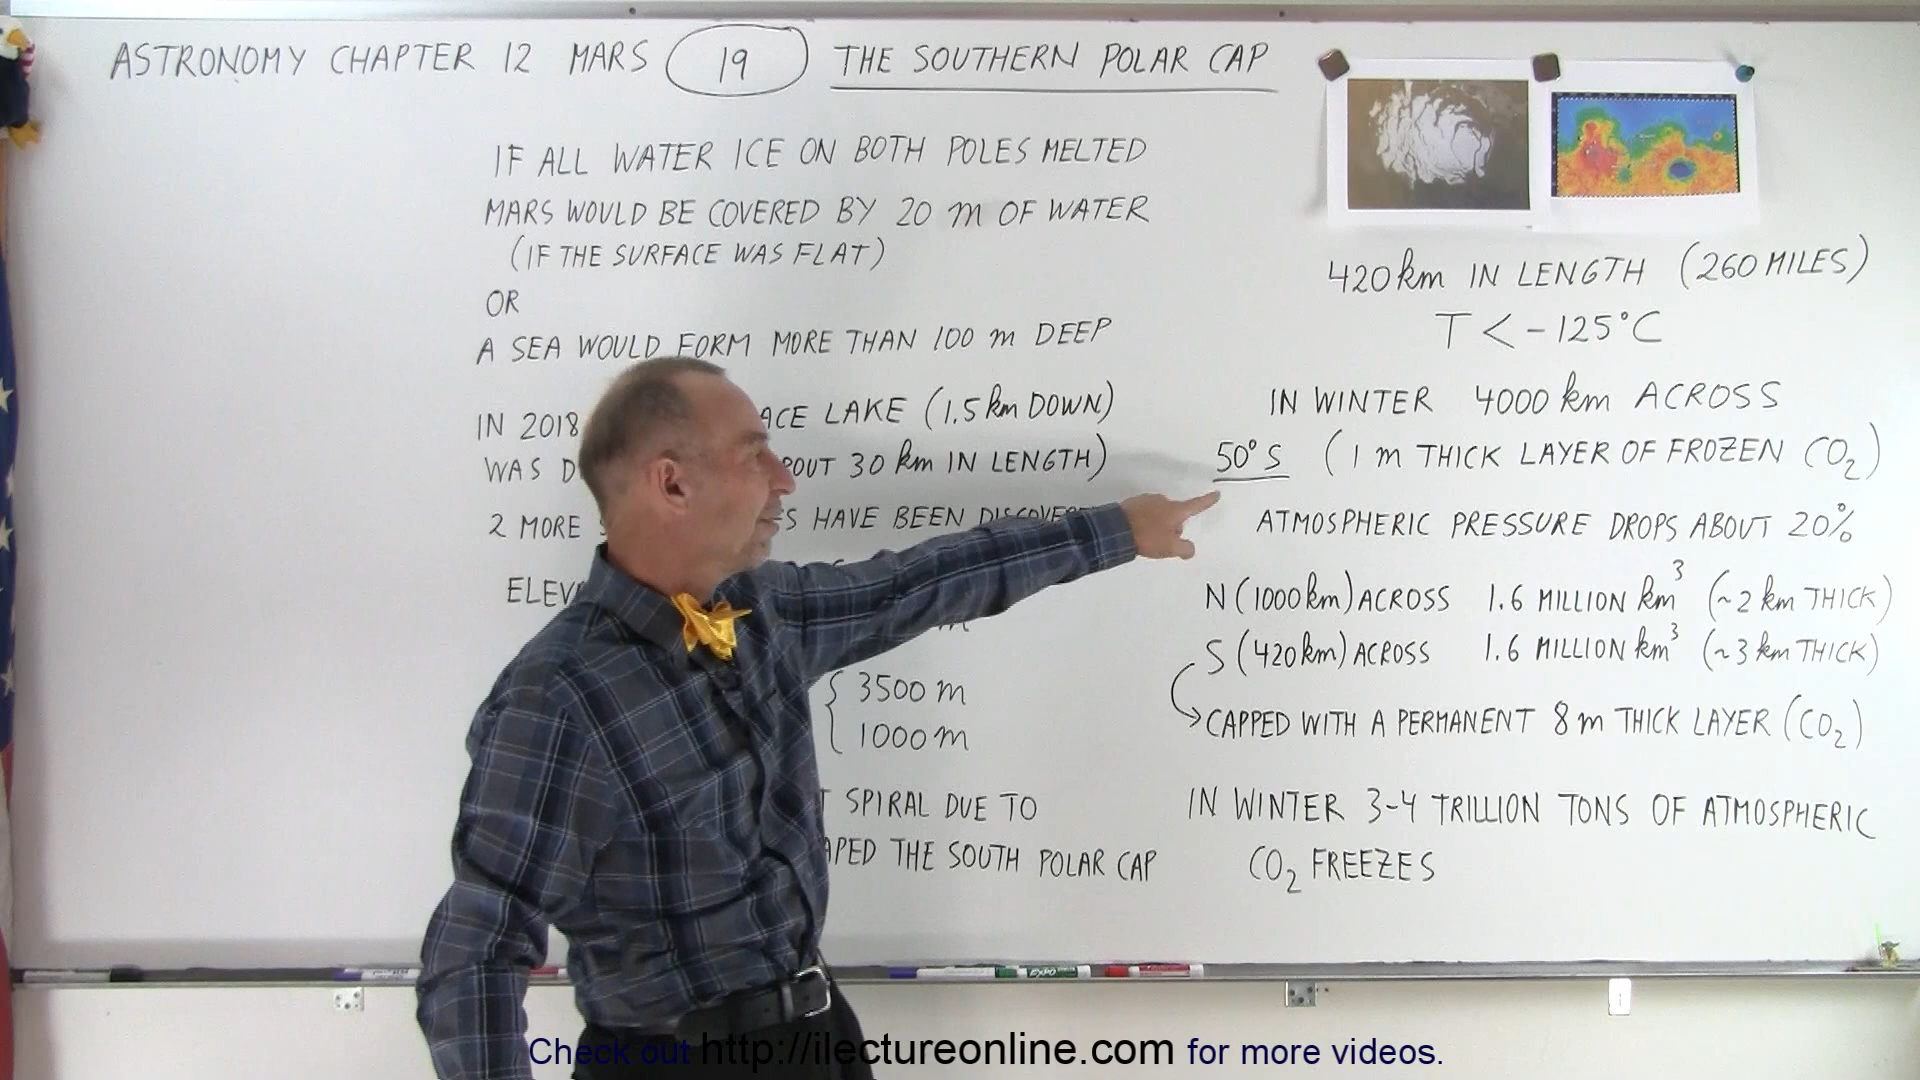 ASTRONOMY CHAPTER 12 MARS 19 THE SOUTHERN POLAR CAP
IF ALL WATER ICE ON BOTH POLES MELTED
MARS WOULD BE COVERED BY 20 m OF WATER
(IF THE SURFACE WAS FLAT)
OR
A SEA WOULD FORM MORE THAN 100 m DEEP
IN 2018 LAKE (1.5 km DOWN)
WAS 30 km IN LENGTH)
2 MORE HAVE BEEN DISCOVERED
{ 3500 m
1000 m
SPIRAL DUE TO
THE SOUTH POLAR CAP
420 km IN LENGTH (260 MILES)
T < -125°C
IN WINTER 4000 km ACROSS
50° S (1 m THICK LAYER OF FROZEN CO₂)
ATMOSPHERIC PRESSURE DROPS ABOUT 20%
N (1000 km) ACROSS 1.6 MILLION km³ (~2 km THICK)
S (420 km) ACROSS 1.6 MILLION km³ (~3 km THICK)
CAPPED WITH A PERMANENT 8 m THICK LAYER (CO₂)
IN WINTER 3-4 TRILLION TONS OF ATMOSPHERIC
CO₂ FREEZES
EXPO
Check out http://ilectureonline.com for more videos.